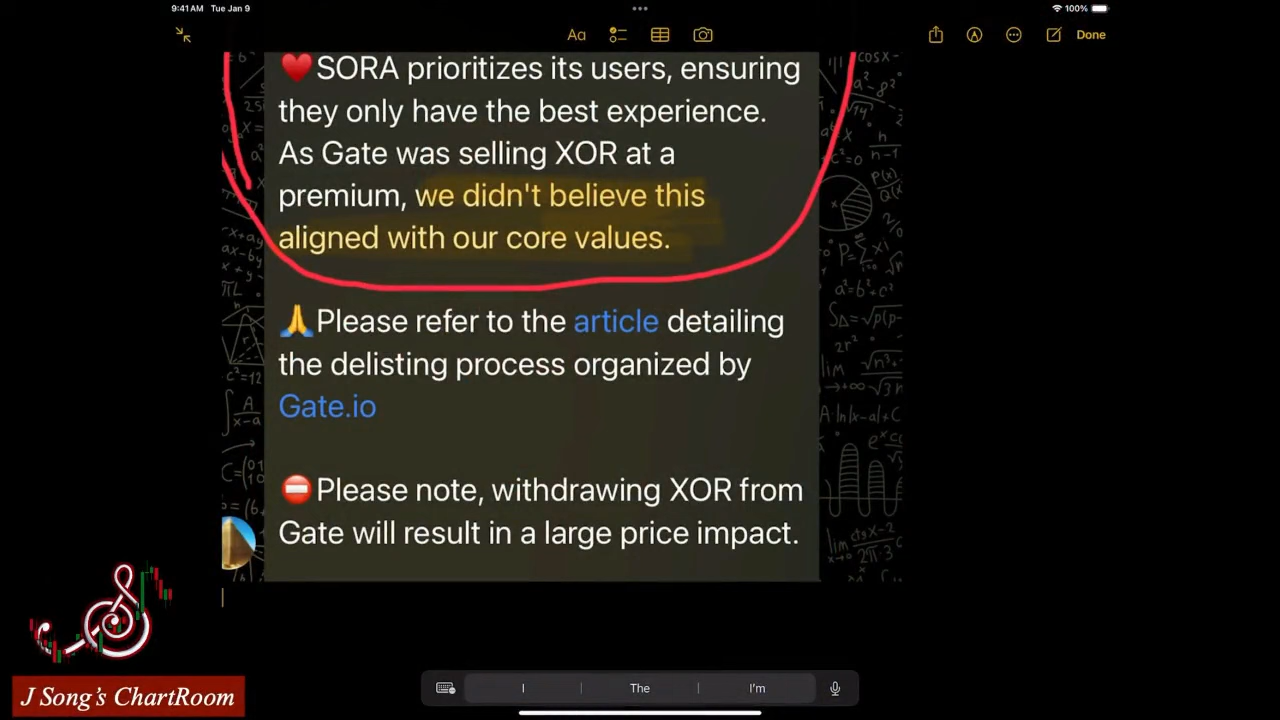 9:41 AM Tue Jan 9
100%
Aa
Done
♥️SORA prioritizes its users, ensuring
they only have the best experience.
As Gate was selling XOR at a
premium, we didn't believe this
aligned with our core values.
🙏Please refer to the article detailing
the delisting process organized by
Gate.io
⛔Please note, withdrawing XOR from
Gate will result in a large price impact.
J Song's ChartRoom
I
The
I'm